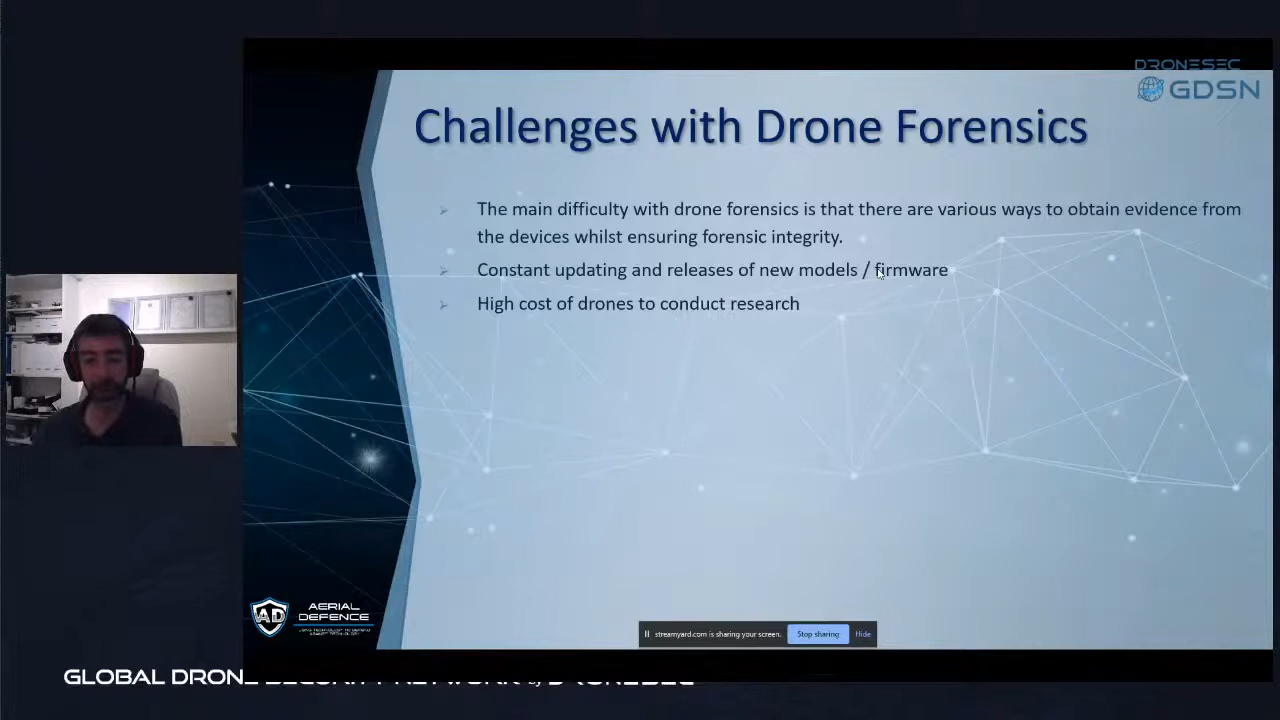 DRONESEC
GDSN
Challenges with Drone Forensics
The main difficulty with drone forensics is that there are various ways to obtain evidence from
the devices whilst ensuring forensic integrity.
Constant updating and releases of new models / firmware
High cost of drones to conduct research
AD
AERIAL
DEFENCE
streamyard.com is sharing your screen.
Stop sharing
Hide
GLOBAL DRONE